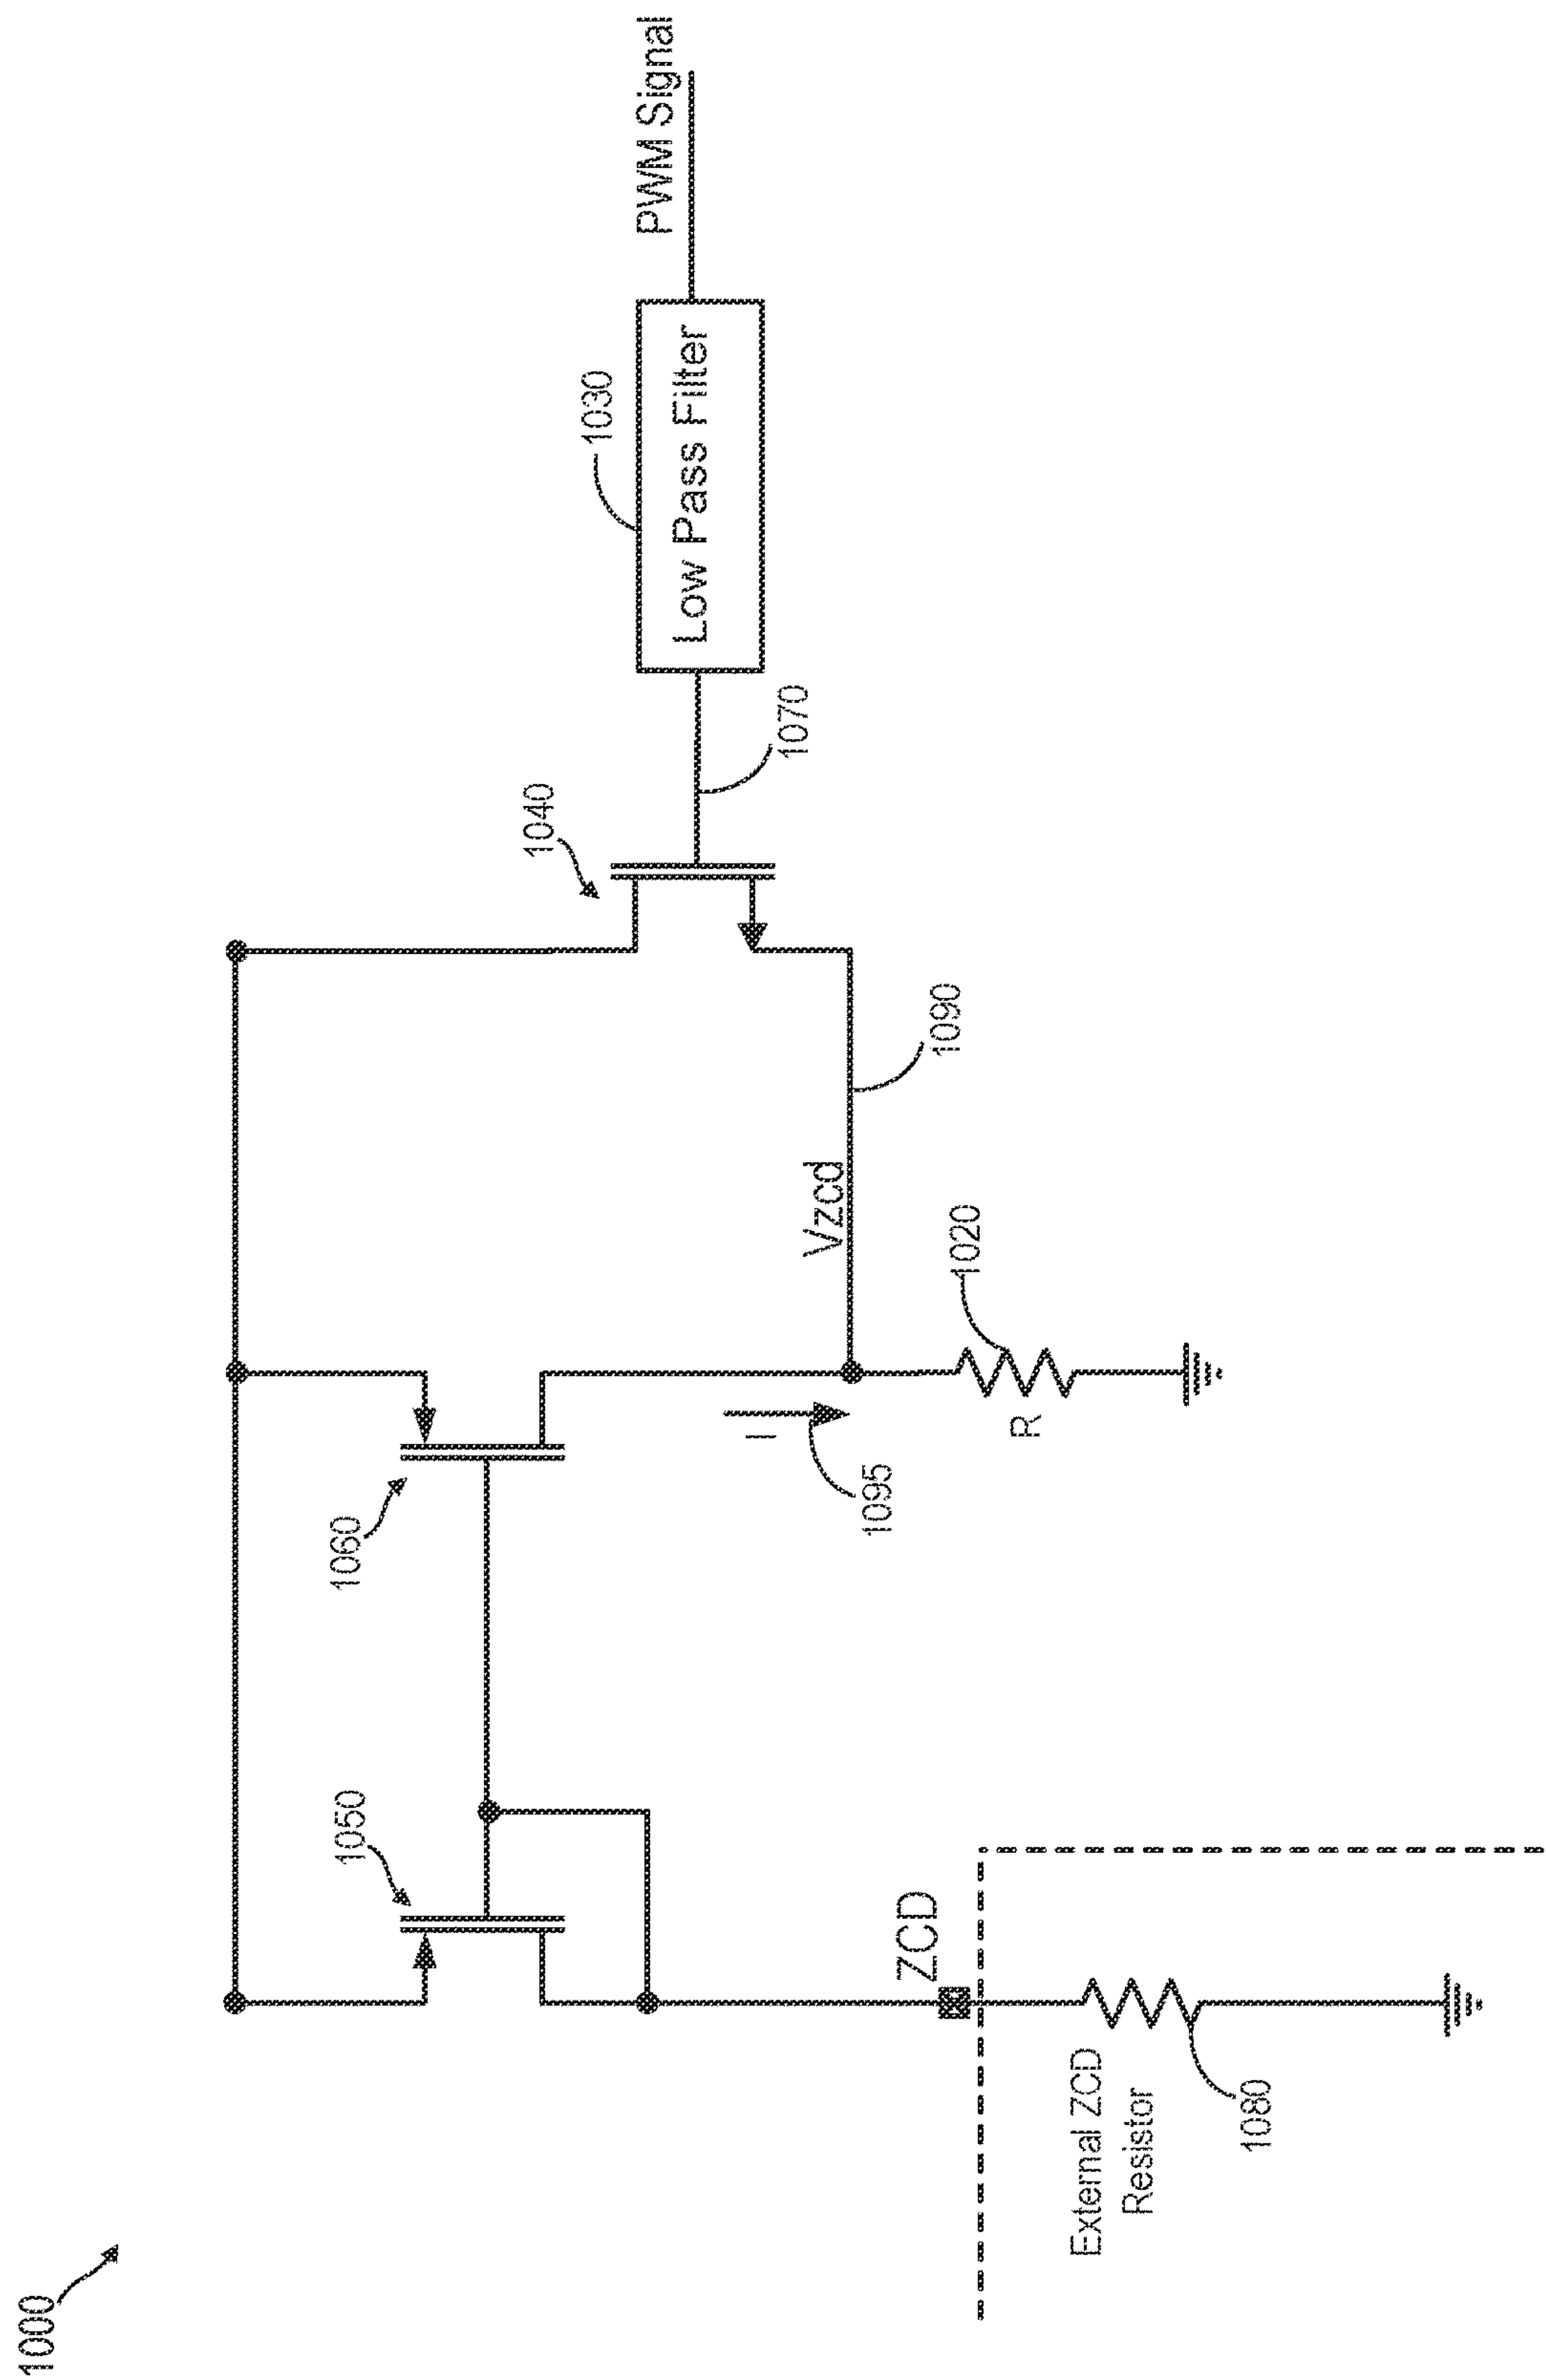 1000
1050
1060
1040
1030
PWM Signal
Low Pass Filter
1070
ZCD
I
1095
Vzcd
1090
External ZCD
Resistor
1080
R
1020